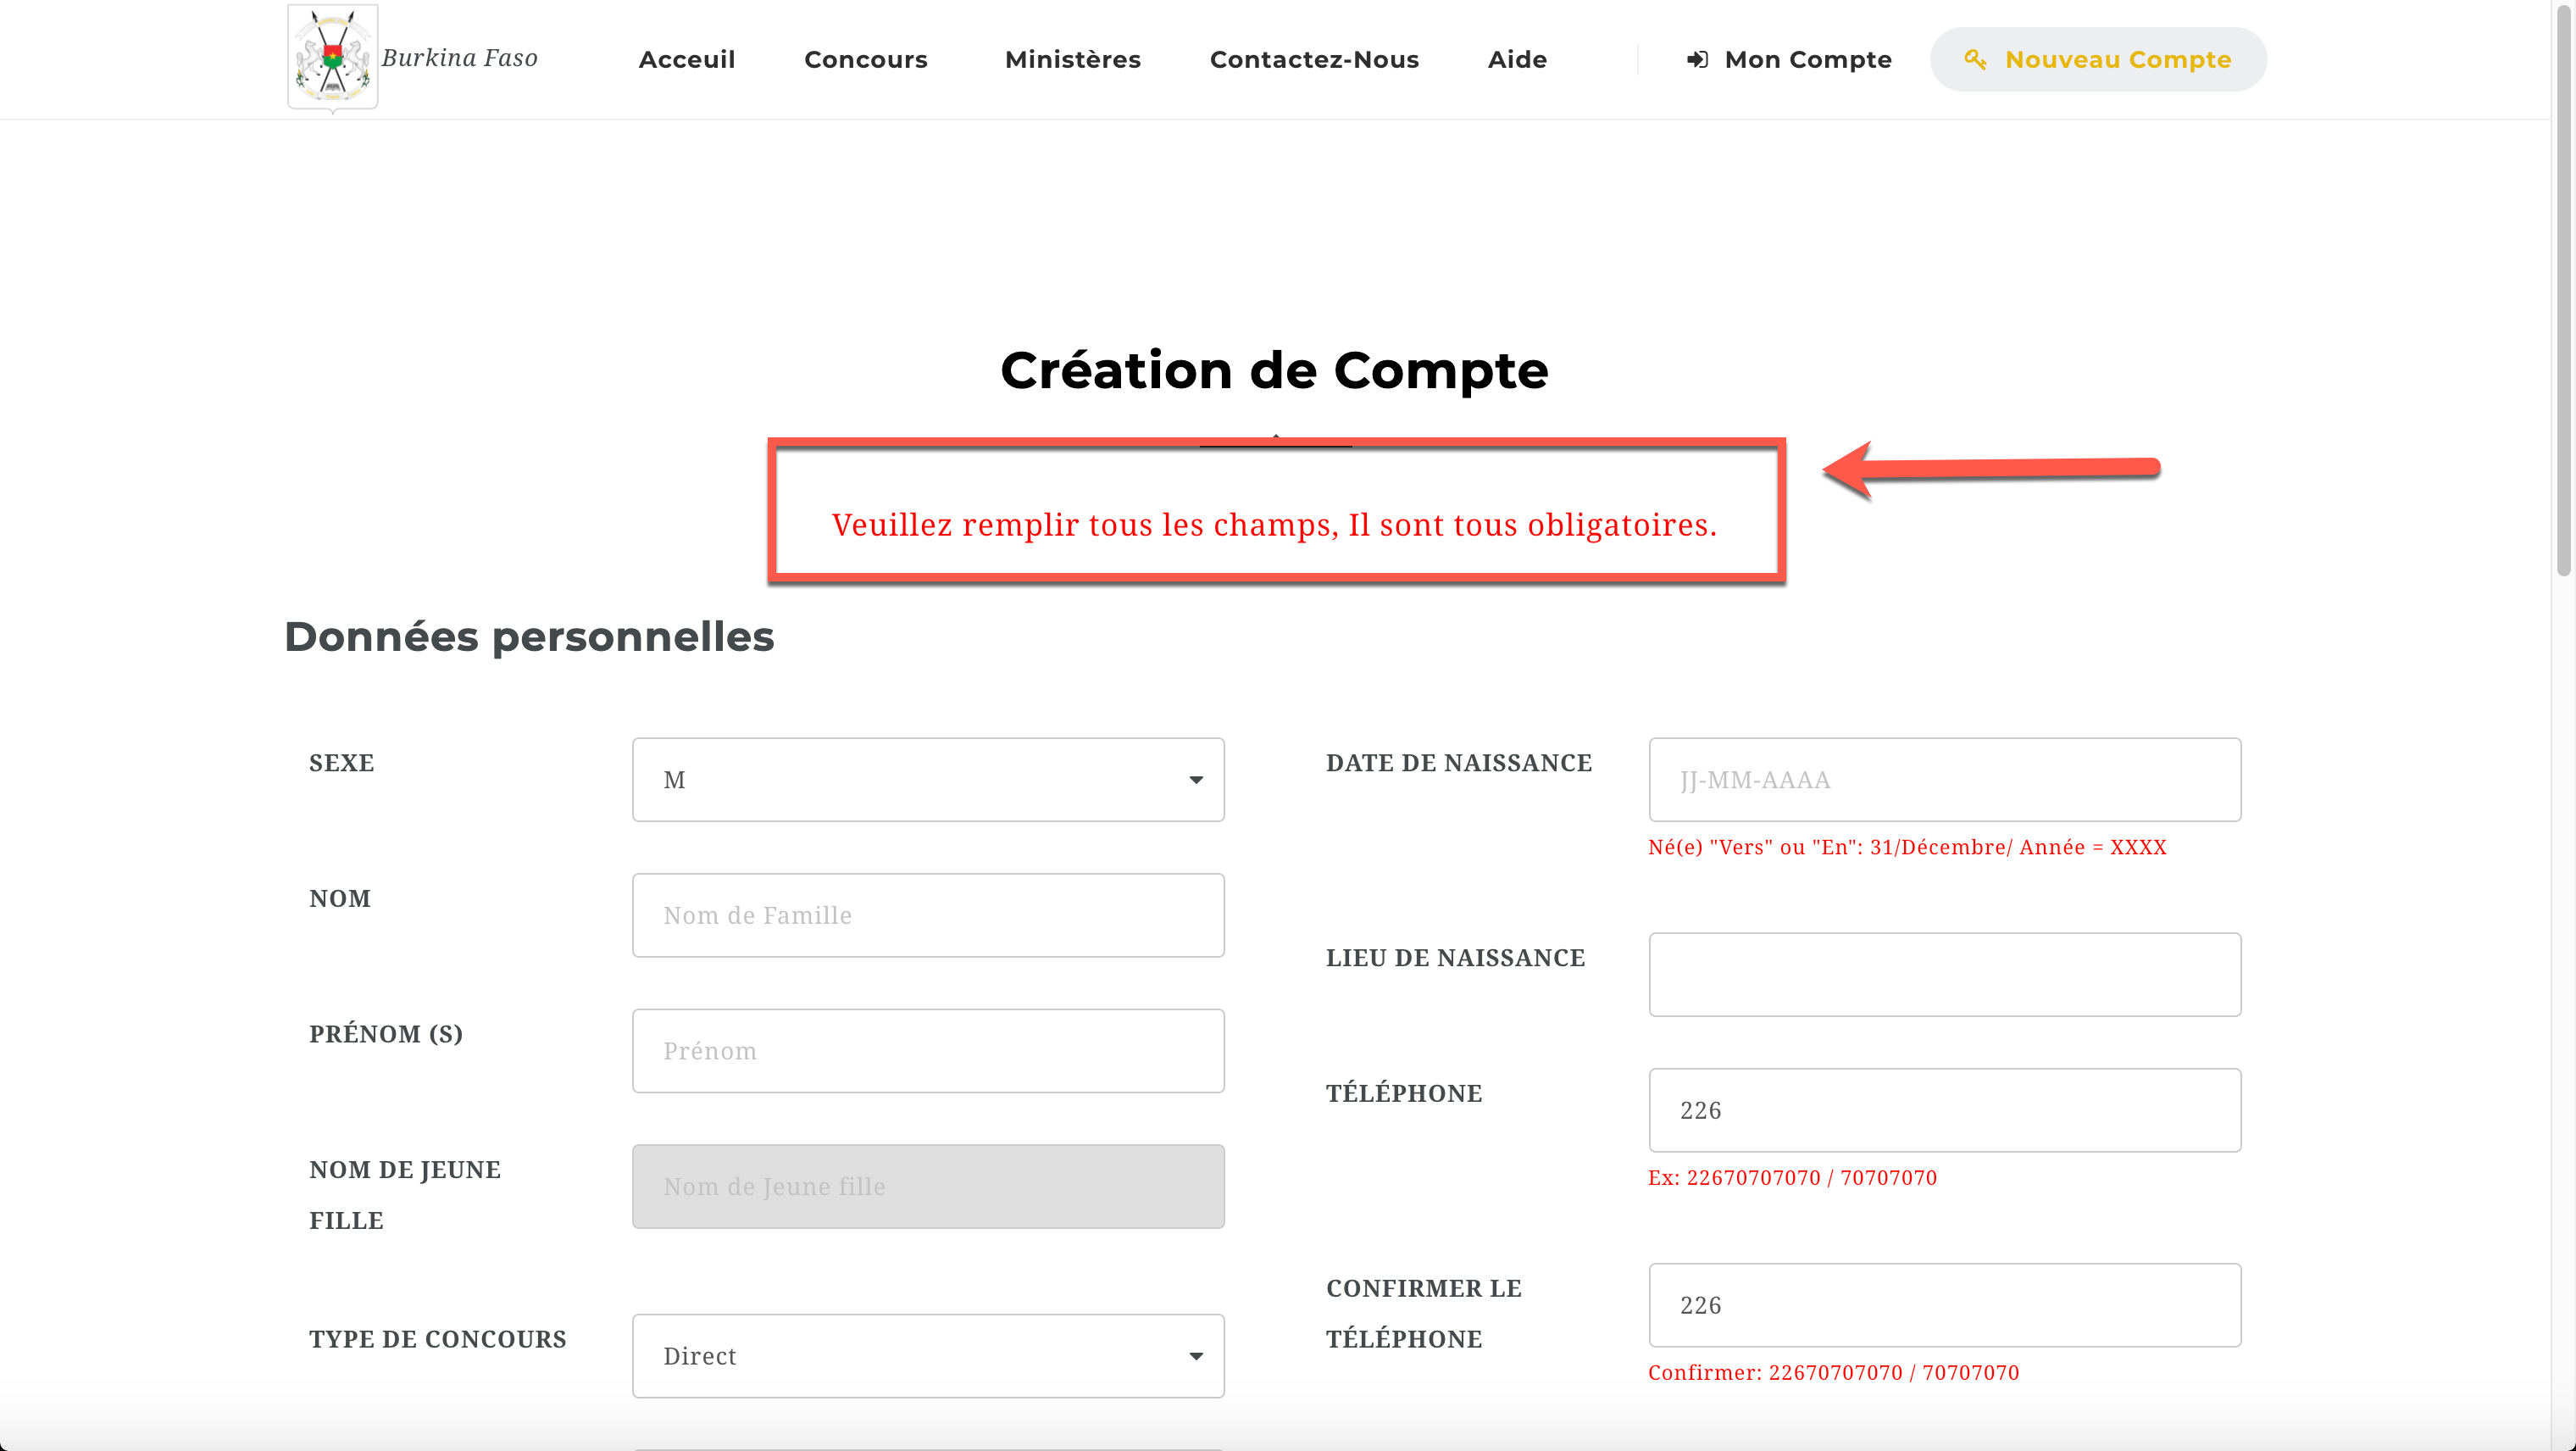 Burkina Faso
Acceuil
Concours
Ministères
Contactez-Nous
Aide
Mon Compte
Nouveau Compte
Création de Compte
Veuillez remplir tous les champs, Il sont tous obligatoires.
Données personnelles
SEXE
M
NOM
Nom de Famille
PRÉNOM (S)
Prénom
NOM DE JEUNE
FILLE
Nom de Jeune fille
TYPE DE CONCOURS
Direct
DATE DE NAISSANCE
JJ-MM-AAAA
Né(e) "Vers" ou "En": 31/Décembre/ Année = XXXX
LIEU DE NAISSANCE
TÉLÉPHONE
226
Ex: 22670707070 / 70707070
CONFIRMER LE
TÉLÉPHONE
226
Confirmer: 22670707070 / 70707070